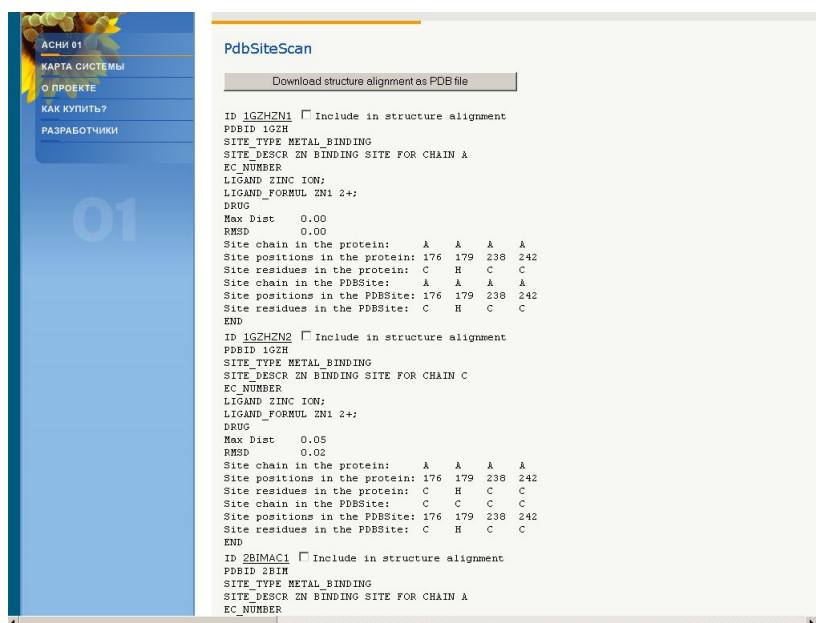 АСНИ 01
КАРТА СИСТЕМЫ
О ПРОЕКТЕ
КАК КУПИТЬ?
РАЗРАБОТЧИКИ
01
PdbSiteScan
Download structure alignment as PDB file
ID 1GZHZN1 Include in structure alignment
PDBID 1GZH
SITE_TYPE METAL_BINDING
SITE_DESCR ZN BINDING SITE FOR CHAIN A
EC_NUMBER
LIGAND ZINC ION;
LIGAND_FORMUL ZN1 2+;
DRUG
Max Dist 0.00
RMSD 0.00
Site chain in the protein: A A A A
Site positions in the protein: 176 179 238 242
Site residues in the protein: C H C C
Site chain in the PDBSite: A A A A
Site positions in the PDBSite: 176 179 238 242
Site residues in the PDBSite: C H C C
END
ID 1GZHZN2 Include in structure alignment
PDBID 1GZH
SITE_TYPE METAL_BINDING
SITE_DESCR ZN BINDING SITE FOR CHAIN C
EC_NUMBER
LIGAND ZINC ION;
LIGAND_FORMUL ZN1 2+;
DRUG
Max Dist 0.05
RMSD 0.02
Site chain in the protein: A A A A
Site positions in the protein: 176 179 238 242
Site residues in the protein: C H C C
Site chain in the PDBSite: C C C C
Site positions in the PDBSite: 176 179 238 242
Site residues in the PDBSite: C H C C
END
ID 2BIMAC1 Include in structure alignment
PDBID 2BIM
SITE_TYPE METAL_BINDING
SITE_DESCR ZN BINDING SITE FOR CHAIN A
EC_NUMBER